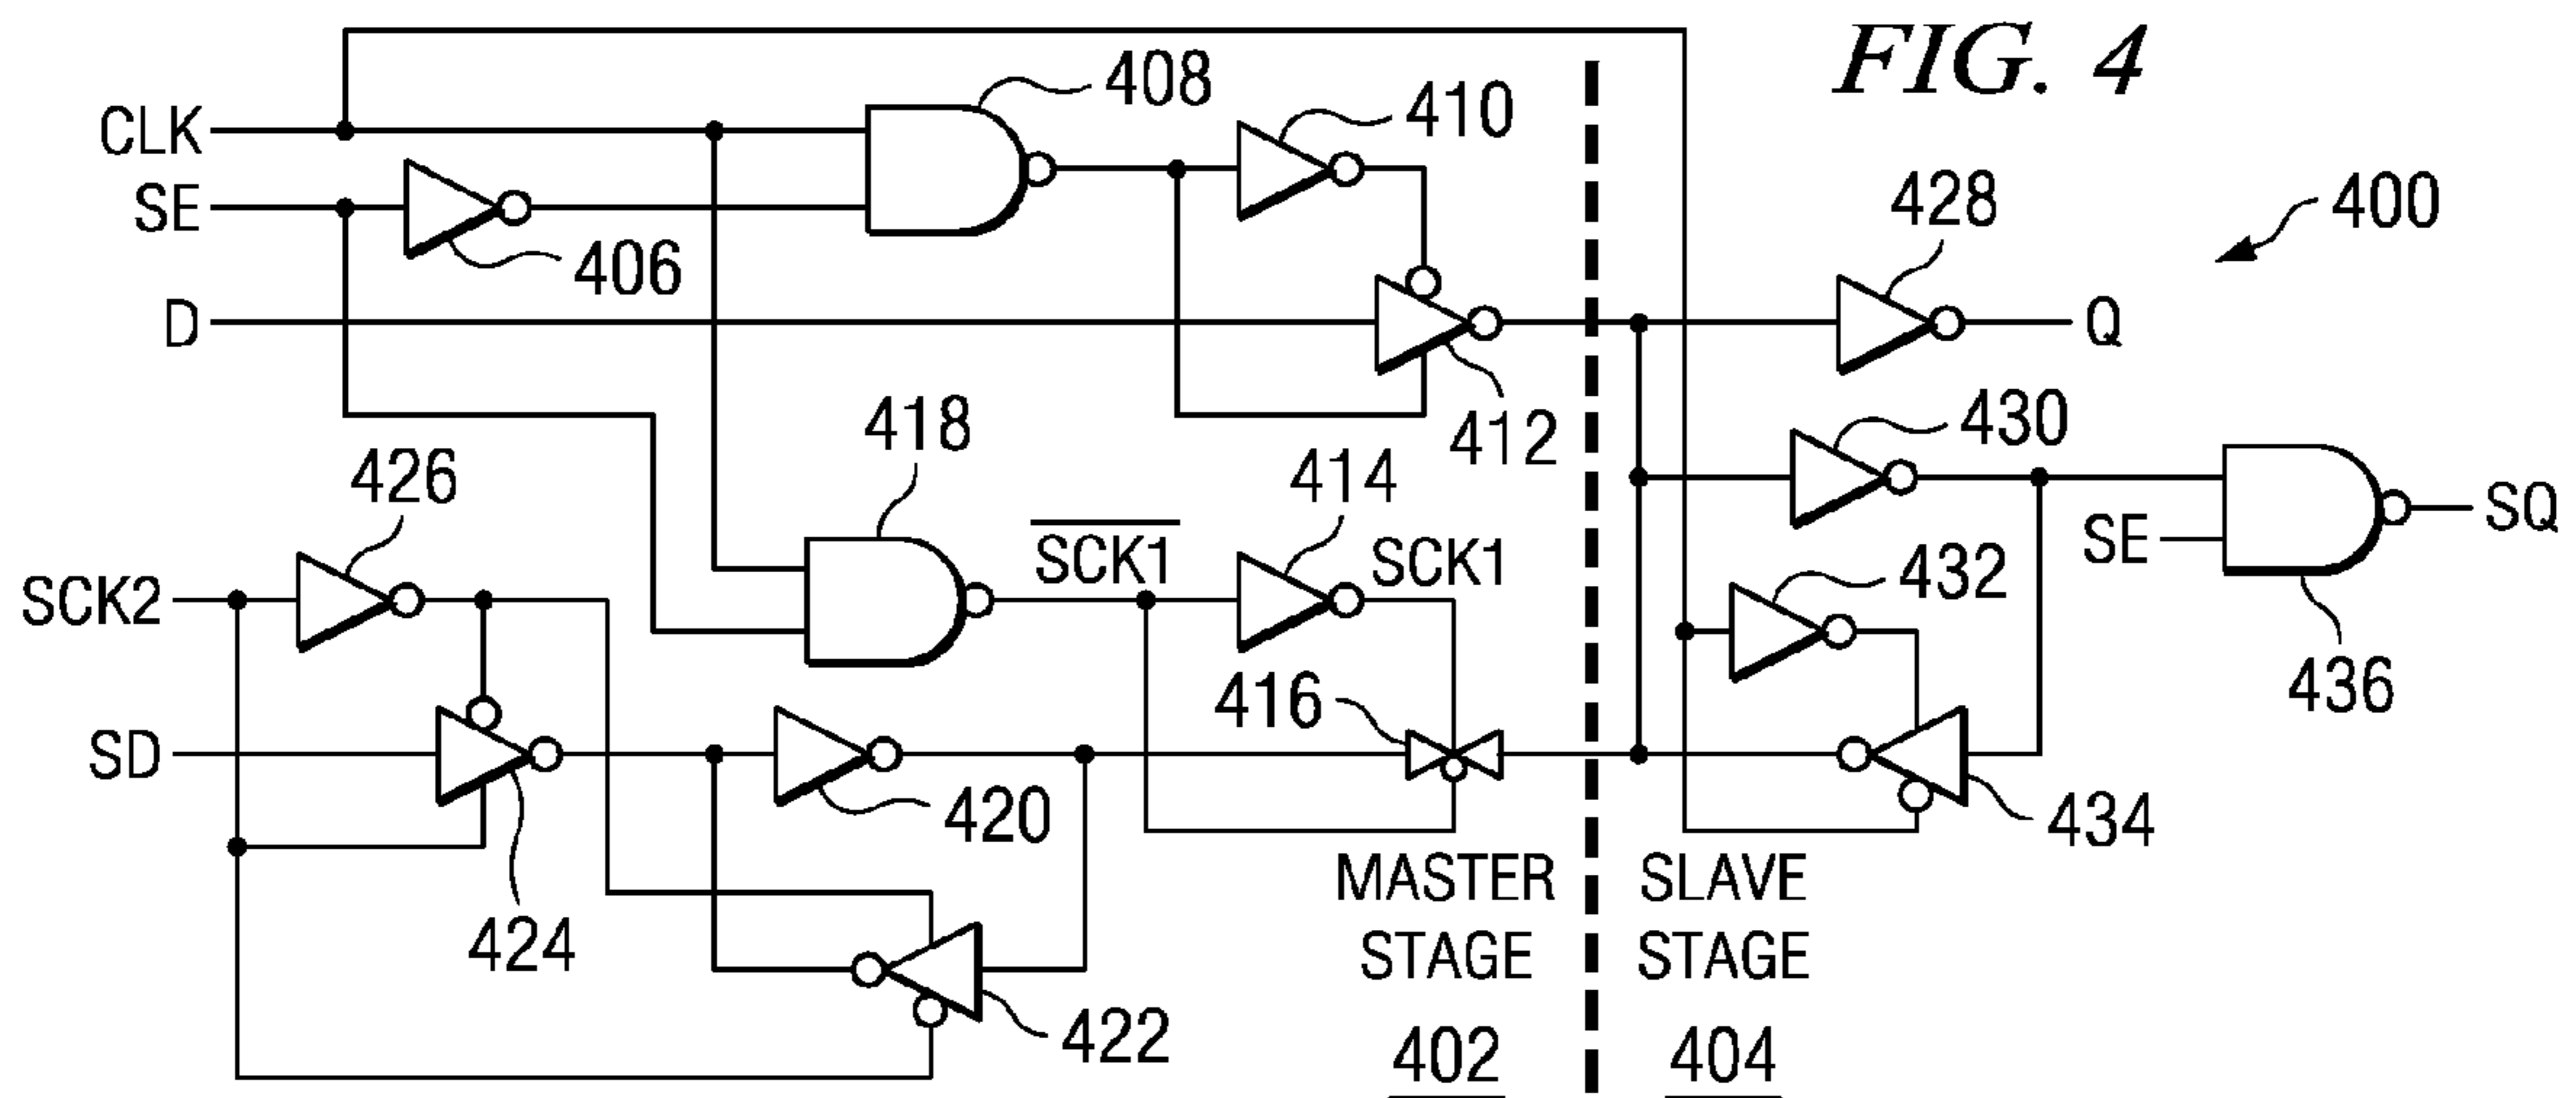 FIG. 4
CLK
408
410
SE
406
428
400
D
Q
418
412
430
426
414
SCK1
SCK1
SE
SQ
432
SCK2
436
416
SD
420
434
424
MASTER STAGE
SLAVE STAGE
422
402
404